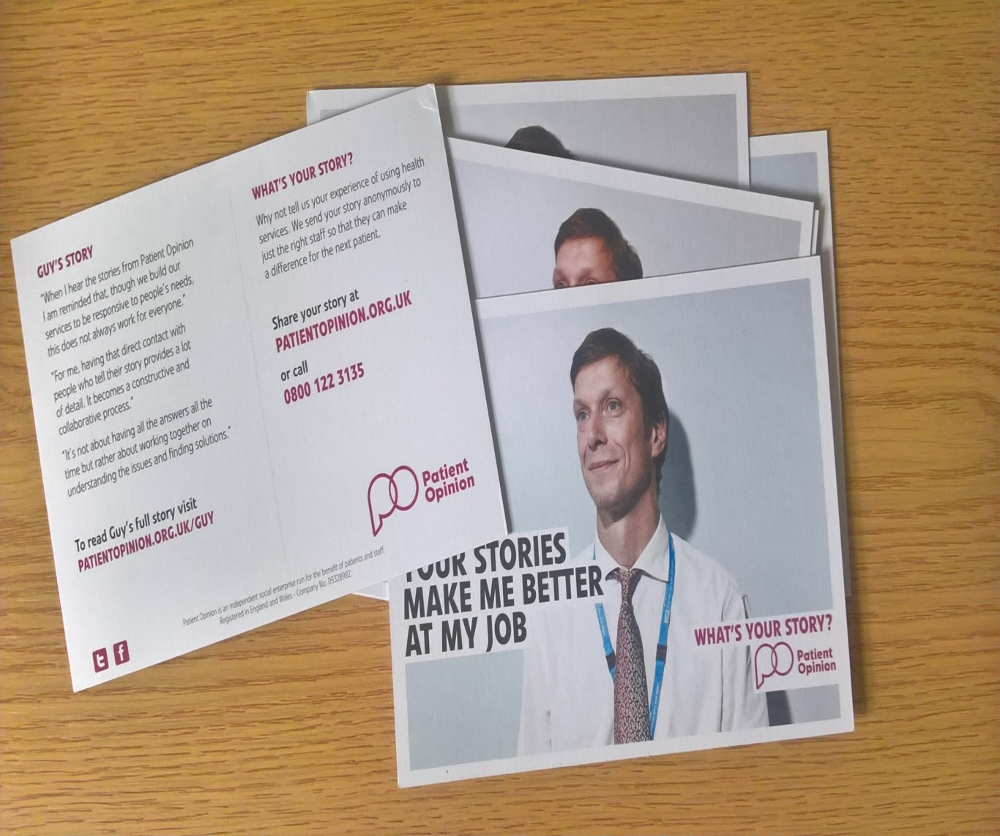 GUY'S STORY
"When I hear the stories from Patient Opinion
I am reminded that, though we build our
services to be responsive to people's needs,
this does not always work for everyone."
"For me, having that direct contact with
people who tell their story provides a lot
of detail. It becomes a constructive and
collaborative process."
"It's not about having all the answers all the
time but rather about working together on
understanding the issues and finding solutions."
To read Guy's full story visit
PATIENTOPINION.ORG.UK/GUY
WHAT'S YOUR STORY?
Why not tell us your experience of using health
services. We send your story anonymously to
just the right staff so that they can make
a difference for the next patient.
Share your story at
PATIENTOPINION.ORG.UK
or call
0800 122 3135
Patient
Opinion
Patient Opinion is an independent social enterprise run for the benefit of patients and staff.
Registered in England and Wales - Company No: 05328982
YOUR STORIES
MAKE ME BETTER
AT MY JOB
WHAT'S YOUR STORY?
Patient
Opinion